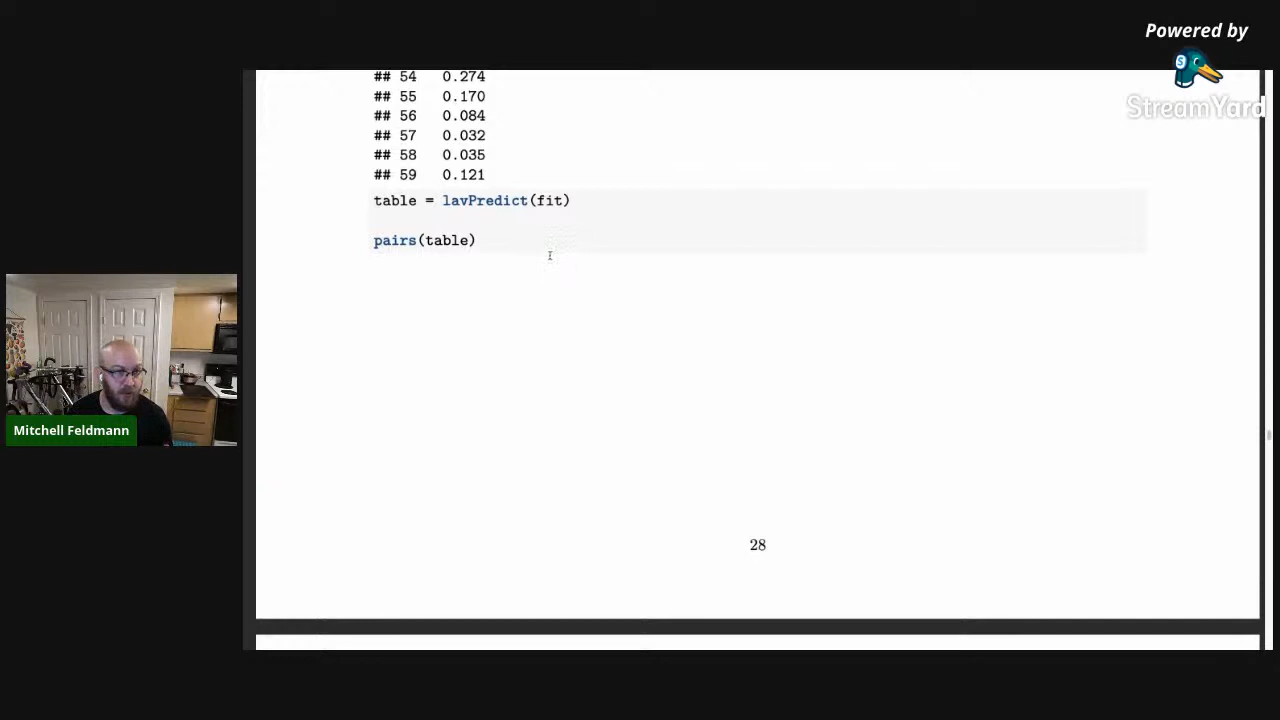 Powered by
StreamYard
## 54 0.274
## 55 0.170
## 56 0.084
## 57 0.032
## 58 0.035
## 59 0.121
table = lavPredict(fit)
pairs(table)
Mitchell Feldmann
28